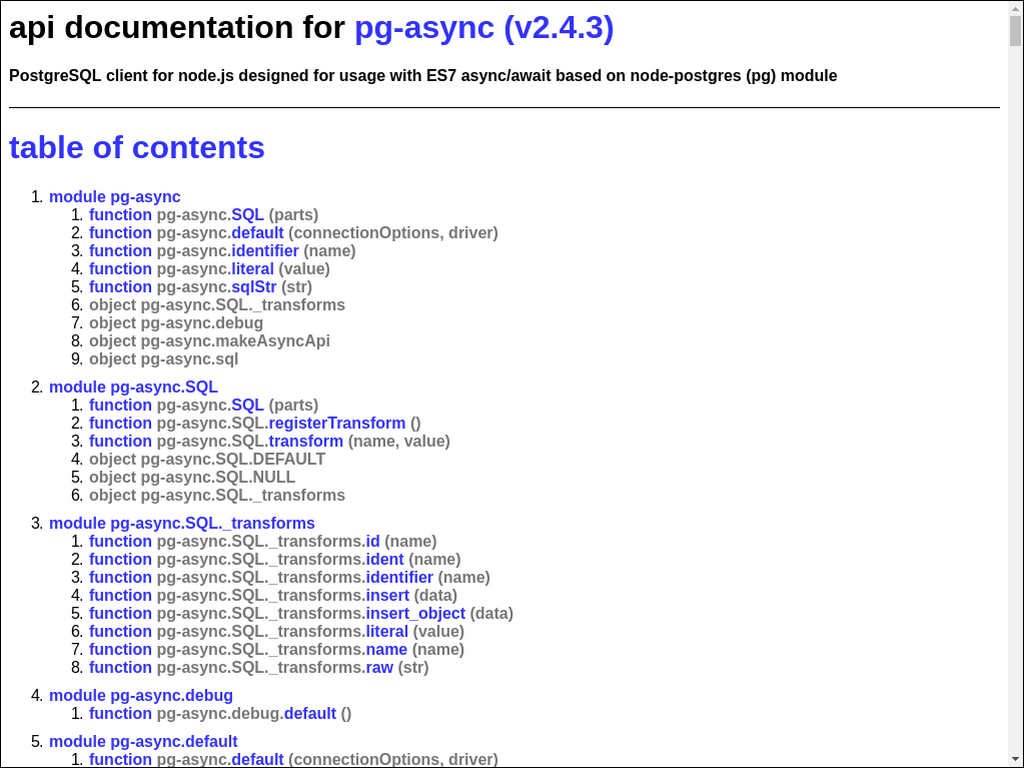 api documentation for pg-async (v2.4.3)
PostgreSQL client for node.js designed for usage with ES7 async/await based on node-postgres (pg) module
table of contents
1. module pg-async
1. function pg-async.SQL (parts)
2. function pg-async.default (connectionOptions, driver)
3. function pg-async.identifier (name)
4. function pg-async.literal (value)
5. function pg-async.sqlStr (str)
6. object pg-async.SQL._transforms
7. object pg-async.debug
8. object pg-async.makeAsyncApi
9. object pg-async.sql
2. module pg-async.SQL
1. function pg-async.SQL (parts)
2. function pg-async.SQL.registerTransform ()
3. function pg-async.SQL.transform (name, value)
4. object pg-async.SQL.DEFAULT
5. object pg-async.SQL.NULL
6. object pg-async.SQL._transforms
3. module pg-async.SQL._transforms
1. function pg-async.SQL._transforms.id (name)
2. function pg-async.SQL._transforms.ident (name)
3. function pg-async.SQL._transforms.identifier (name)
4. function pg-async.SQL._transforms.insert (data)
5. function pg-async.SQL._transforms.insert_object (data)
6. function pg-async.SQL._transforms.literal (value)
7. function pg-async.SQL._transforms.name (name)
8. function pg-async.SQL._transforms.raw (str)
4. module pg-async.debug
1. function pg-async.debug.default ()
5. module pg-async.default
1. function pg-async.default (connectionOptions, driver)